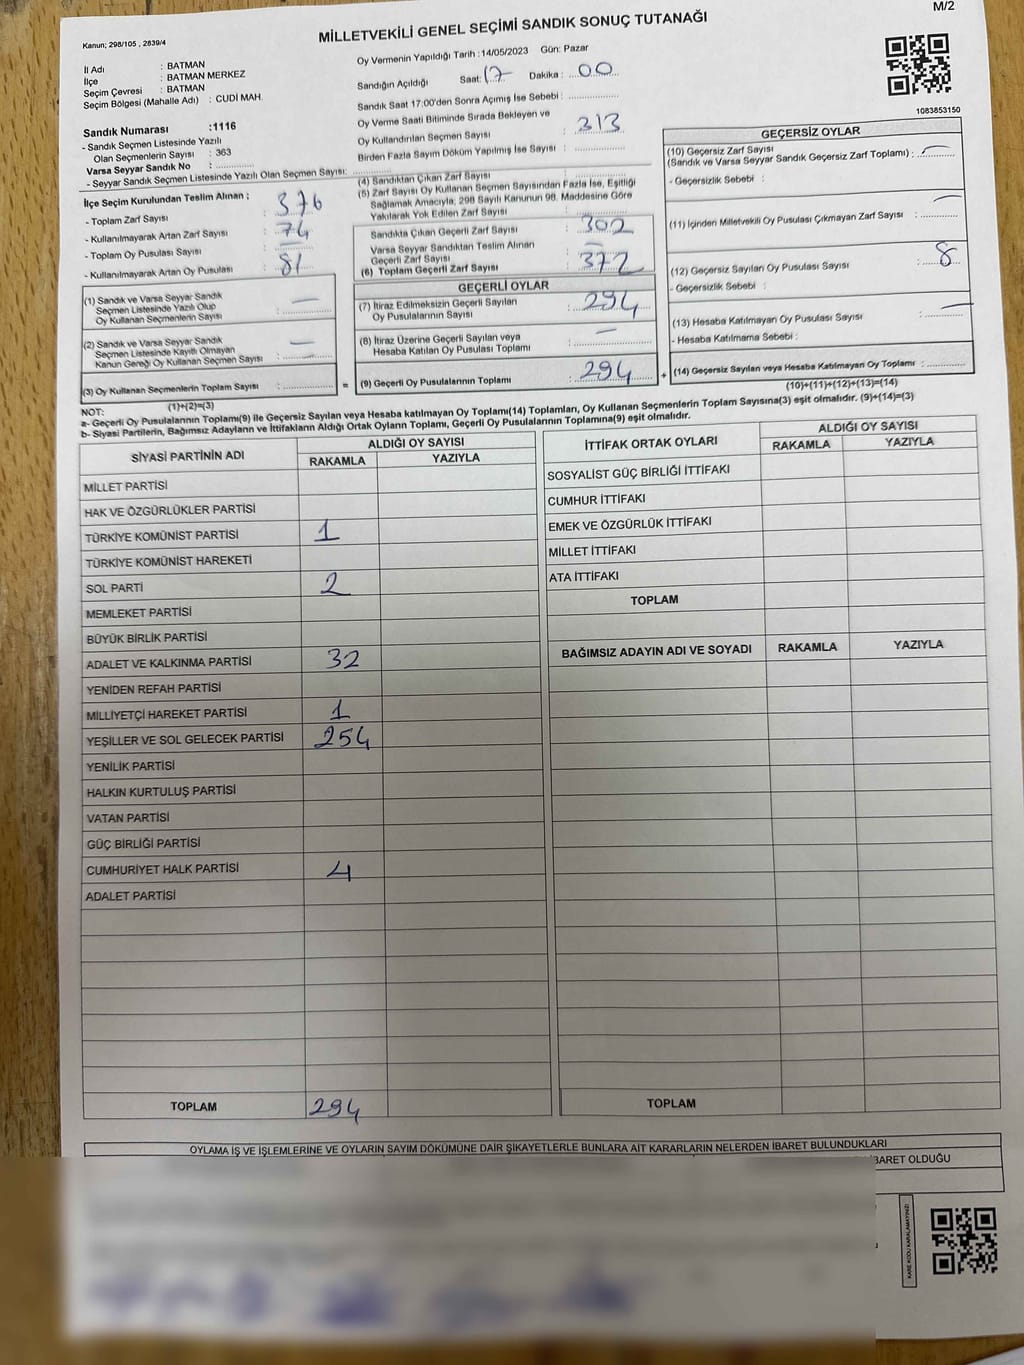 M/2
MİLLETVEKİLİ GENEL SEÇİMİ SANDIK SONUÇ TUTANAĞI
Kanun; 298/105 , 2839/4
İl Adı : BATMAN
İlçe : BATMAN MERKEZ
Seçim Çevresi : BATMAN
Seçim Bölgesi (Mahalle Adı) : CUDİ MAH.
Sandık Numarası :1116
- Sandık Seçmen Listesinde Yazılı
Olan Seçmenlerin Sayısı : 363
Varsa Seyyar Sandık No :
- Seyyar Sandık Seçmen Listesinde Yazılı Olan Seçmen Sayısı:
Oy Vermenin Yapıldığı Tarih : 14/05/2023 Gün: Pazar
Sandığın Açıldığı Saat: 17 Dakika : 00
Sandık Saat 17:00'den Sonra Açımış İse Sebebi :
Oy Verme Saati Bitiminde Sırada Bekleyen ve
Oy Kullandırılan Seçmen Sayısı : 313
Birden Fazla Sayım Döküm Yapılmış İse Sayısı :
1083853150
İlçe Seçim Kurulundan Teslim Alınan ;
- Toplam Zarf Sayısı : 376
- Kullanılmayarak Artan Zarf Sayısı : 74
- Toplam Oy Pusulası Sayısı :
- Kullanılmayarak Artan Oy Pusulası : 81
(1) Sandık ve Varsa Seyyar Sandık
Seçmen Listesinde Yazılı Olup
Oy Kullanan Seçmenlerin Sayısı : —
(2) Sandık ve Varsa Seyyar Sandık
Seçmen Listesinde Kayıtlı Olmayan
Kanun Gereği Oy Kullanan Seçmen Sayısı : —
(3) Oy Kullanan Seçmenlerin Toplam Sayısı : =
(1)+(2)=(3)
(4) Sandıktan Çıkan Zarf Sayısı :
(5) Zarf Sayısı Oy Kullanan Seçmen Sayısından Fazla İse, Eşitliği
Sağlamak Amacıyla; 298 Sayılı Kanunun 98. Maddesine Göre
Yakılarak Yok Edilen Zarf Sayısı :
Sandıkta Çıkan Geçerli Zarf Sayısı : 302
Varsa Seyyar Sandıktan Teslim Alınan
Geçerli Zarf Sayısı : —
(6) Toplam Geçerli Zarf Sayısı : 372
GEÇERLİ OYLAR
(7) İtiraz Edilmeksizin Geçerli Sayılan
Oy Pusulalarının Sayısı : 294
(8) İtiraz Üzerine Geçerli Sayılan veya
Hesaba Katılan Oy Pusulası Toplamı : —
(9) Geçerli Oy Pusulalarının Toplamı : 294 +
GEÇERSİZ OYLAR
(10) Geçersiz Zarf Sayısı
(Sandık ve Varsa Seyyar Sandık Geçersiz Zarf Toplamı) : —
- Geçersizlik Sebebi :
(11) İçinden Milletvekili Oy Pusulası Çıkmayan Zarf Sayısı : —
(12) Geçersiz Sayılan Oy Pusulası Sayısı : 8
- Geçersizlik Sebebi :
(13) Hesaba Katılmayan Oy Pusulası Sayısı : —
- Hesaba Katılmama Sebebi :
(14) Geçersiz Sayılan veya Hesaba Katılmayan Oy Toplamı :
(10)+(11)+(12)+(13)=(14)
NOT:
a- Geçerli Oy Pusulalarının Toplamı(9) ile Geçersiz Sayılan veya Hesaba katılmayan Oy Toplamı(14) Toplamları, Oy Kullanan Seçmenlerin Toplam Sayısına(3) eşit olmalıdır. (9)+(14)=(3)
b- Siyasi Partilerin, Bağımsız Adayların ve İttifakların Aldığı Ortak Oyların Toplamı, Geçerli Oy Pusulalarının Toplamına(9) eşit olmalıdır.
SİYASİ PARTİNİN ADI ALDIĞI OY SAYISI
RAKAMLA YAZIYLA
MİLLET PARTİSİ
HAK VE ÖZGÜRLÜKLER PARTİSİ
TÜRKİYE KOMÜNİST PARTİSİ 1
TÜRKİYE KOMÜNİST HAREKETİ
SOL PARTİ 2
MEMLEKET PARTİSİ
BÜYÜK BİRLİK PARTİSİ
ADALET VE KALKINMA PARTİSİ 32
YENİDEN REFAH PARTİSİ
MİLLİYETÇİ HAREKET PARTİSİ 1
YEŞİLLER VE SOL GELECEK PARTİSİ 254
YENİLİK PARTİSİ
HALKIN KURTULUŞ PARTİSİ
VATAN PARTİSİ
GÜÇ BİRLİĞİ PARTİSİ
CUMHURİYET HALK PARTİSİ 4
ADALET PARTİSİ
TOPLAM 294
İTTİFAK ORTAK OYLARI ALDIĞI OY SAYISI
RAKAMLA YAZIYLA
SOSYALİST GÜÇ BİRLİĞİ İTTİFAKI
CUMHUR İTTİFAKI
EMEK VE ÖZGÜRLÜK İTTİFAKI
MİLLET İTTİFAKI
ATA İTTİFAKI
TOPLAM
BAĞIMSIZ ADAYIN ADI VE SOYADI RAKAMLA YAZIYLA
TOPLAM
OYLAMA İŞ VE İŞLEMLERİNE VE OYLARIN SAYIM DÖKÜMÜNE DAİR ŞİKAYETLERLE BUNLARA AİT KARARLARIN NELERDEN İBARET BULUNDUKLARI
İBARET OLDUĞU
KARE KODU KARALAMAYINIZ!